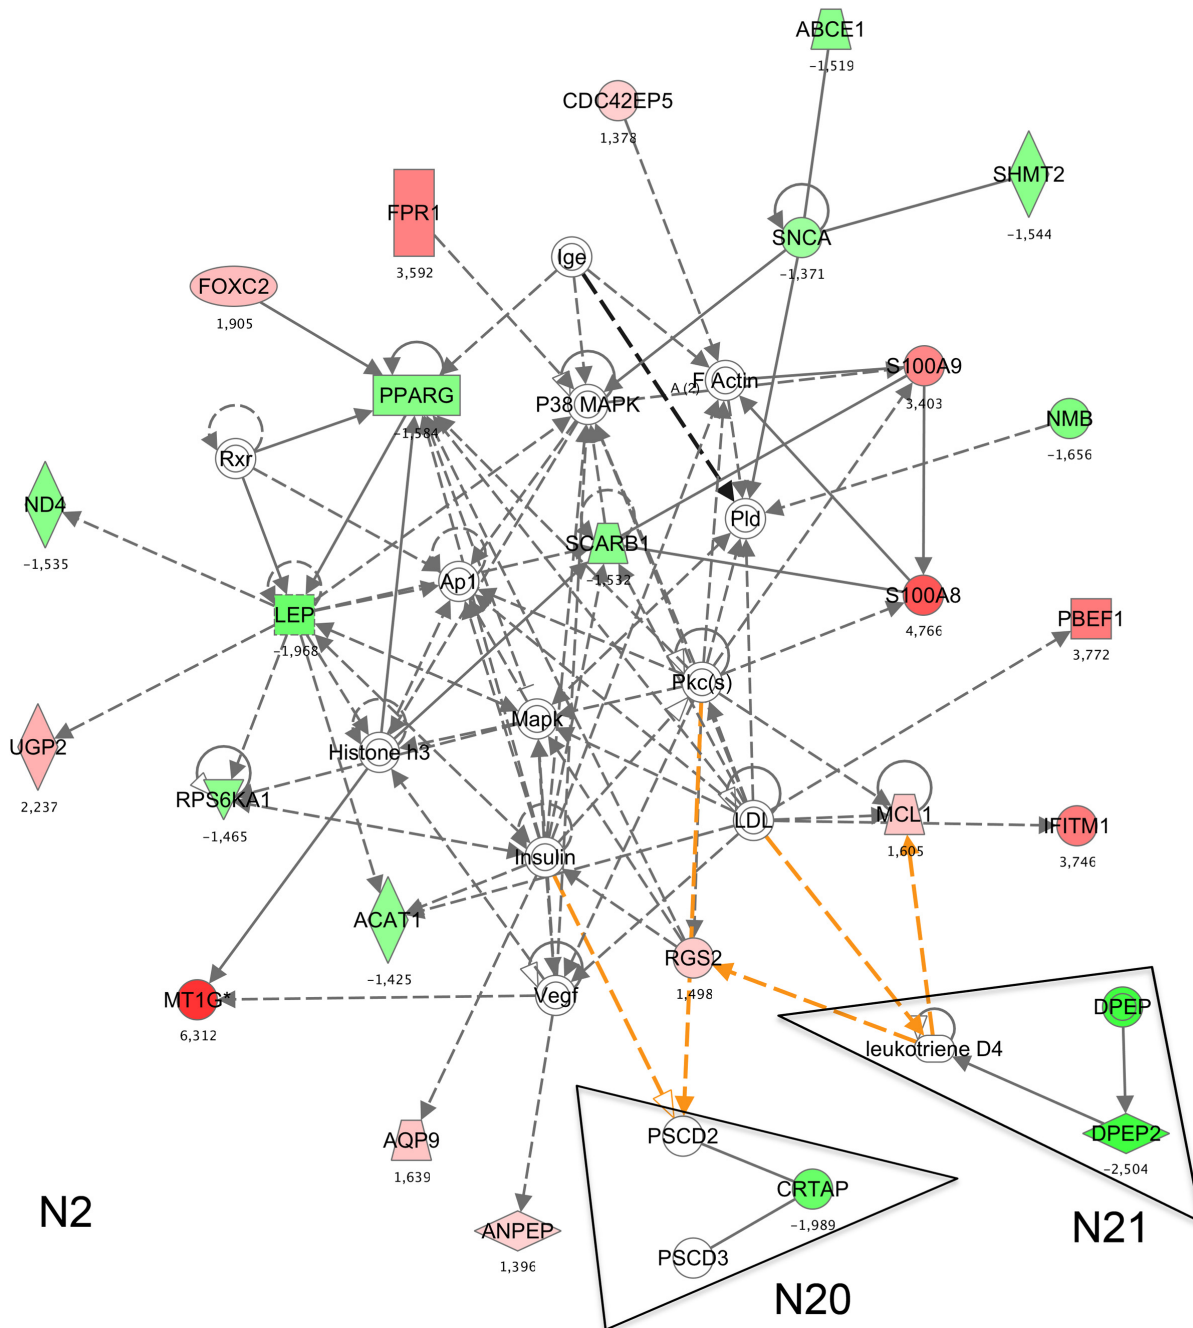 ABCE1
-1,519
CDC42EP5
1,378
SHMT2
-1,544
FPR1
3,592
SNCA
-1,371
Ige
FOXC2
1,905
S100A9
3,403
F Actin
A (2)
P38 MAPK
PPARG
-1,584
NMB
-1,656
Rxr
ND4
-1,535
Pld
SCARB1
-1,532
Ap1
LEP
-1,968
S100A8
4,766
PBEF1
3,772
Pkc(s)
Mapk
UGP2
2,237
Histone h3
RPS6KA1
-1,465
LDL
MCL1
1,605
IFITM1
3,746
Insulin
ACAT1
-1,425
RGS2
1,498
MT1G*
6,312
Vegf
DPEP
leukotriene D4
DPEP2
-2,504
PSCD2
AQP9
1,639
CRTAP
-1,989
N2
N21
ANPEP
1,396
PSCD3
N20